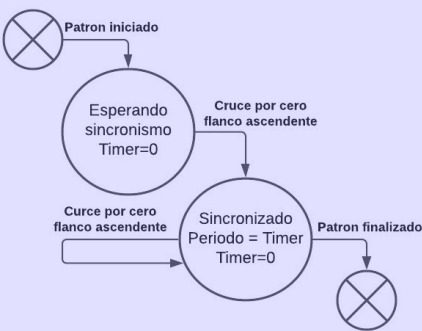 Patron iniciado
Esperando
sincronismo
Timer=0
Cruce por cero
flanco ascendente
Curce por cero
flanco ascendente
Sincronizado
Periodo = Timer
Timer=0
Patron finalizado